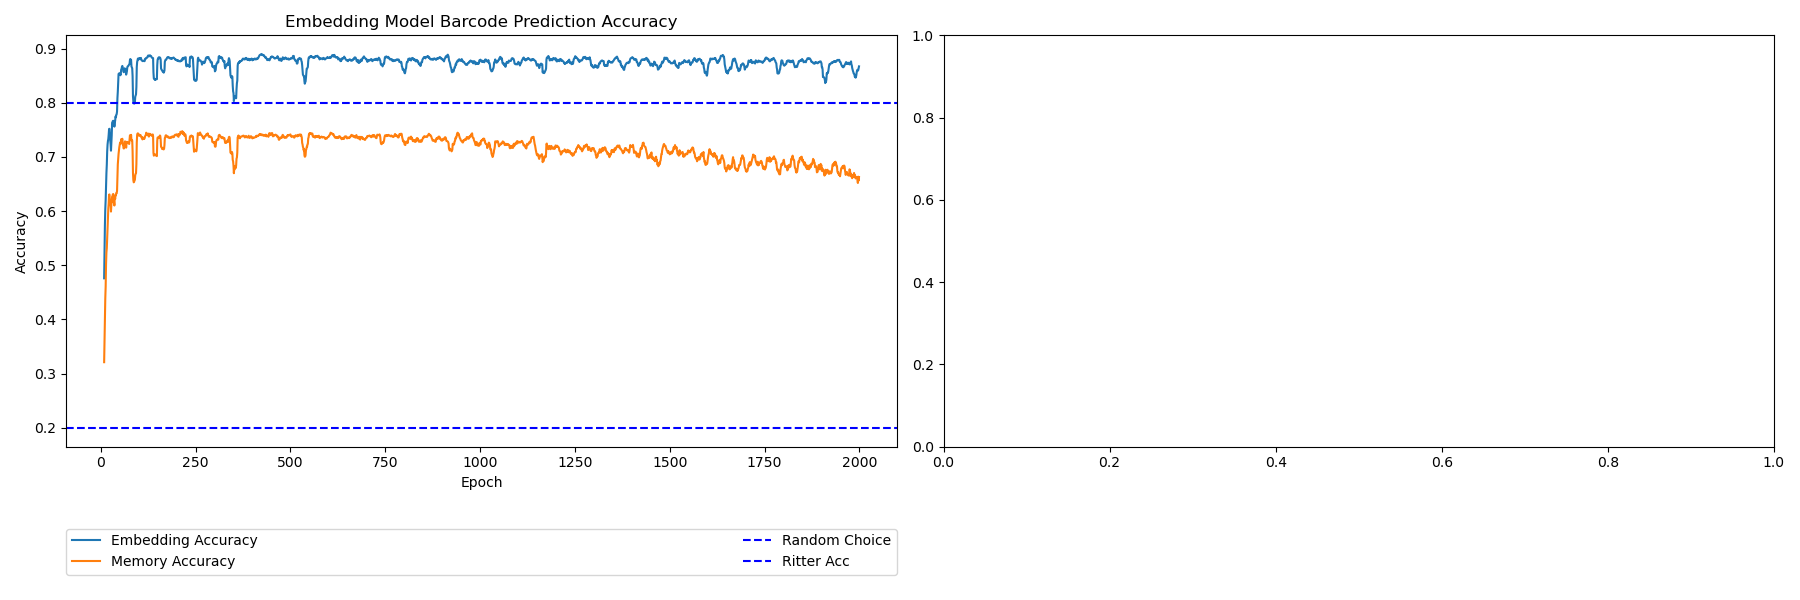 Embedding Model Barcode Prediction Accuracy
Accuracy
0.9
0.8
0.7
0.6
0.5
0.4
0.3
0.2
0 250 500 750 1000 1250 1500 1750 2000
Epoch
Embedding Accuracy
Memory Accuracy
Random Choice
Ritter Acc
1.0
0.8
0.6
0.4
0.2
0.0
0.0 0.2 0.4 0.6 0.8 1.0